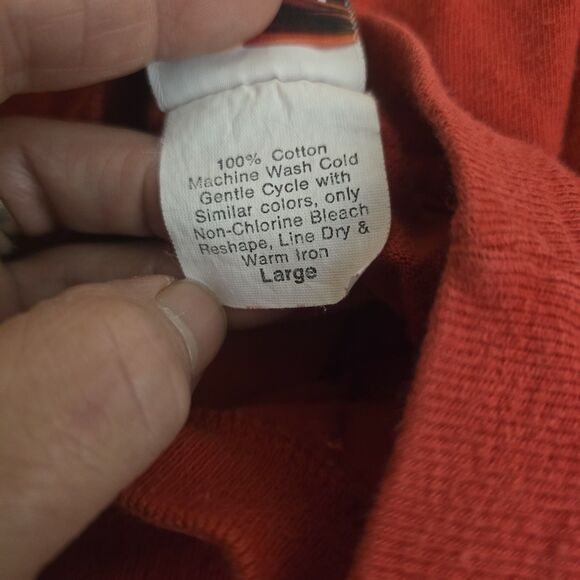 100% Cotton
Machine Wash Cold
Gentle Cycle with
Similar colors, only
Non-Chlorine Bleach
Reshape, Line Dry &
Warm Iron
Large